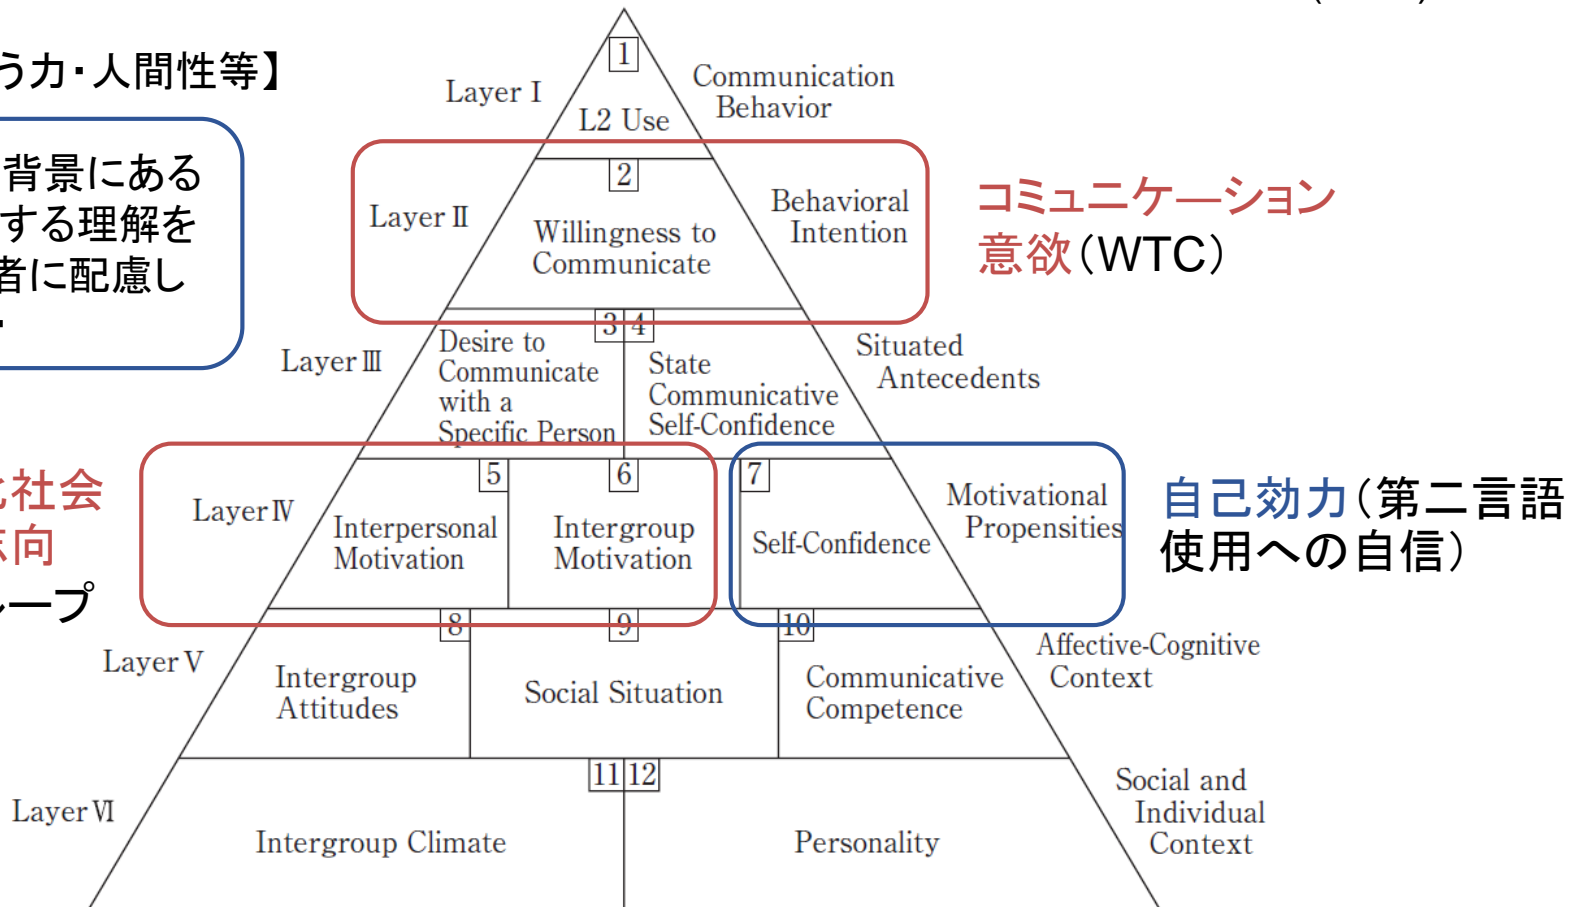 う力・人間性等】
背景にある
する理解を
者に配慮し
1
Layer Ⅰ
L2 Use
Communication
Behavior
2
Layer Ⅱ
Willingness to
Communicate
Behavioral
Intention
コミュニケーション
意欲(WTC)
3 4
Layer Ⅲ
Desire to
Communicate
with a
Specific Person
State
Communicative
Self-Confidence
Situated
Antecedents
社会
志向
ループ
5 6 7
Layer Ⅳ
Interpersonal
Motivation
Intergroup
Motivation
Self-Confidence
Motivational
Propensities
自己効力(第二言語
使用への自信)
8 9 10
Layer Ⅴ
Intergroup
Attitudes
Social Situation
Communicative
Competence
Affective-Cognitive
Context
11 12
Layer Ⅵ
Intergroup Climate
Personality
Social and
Individual
Context